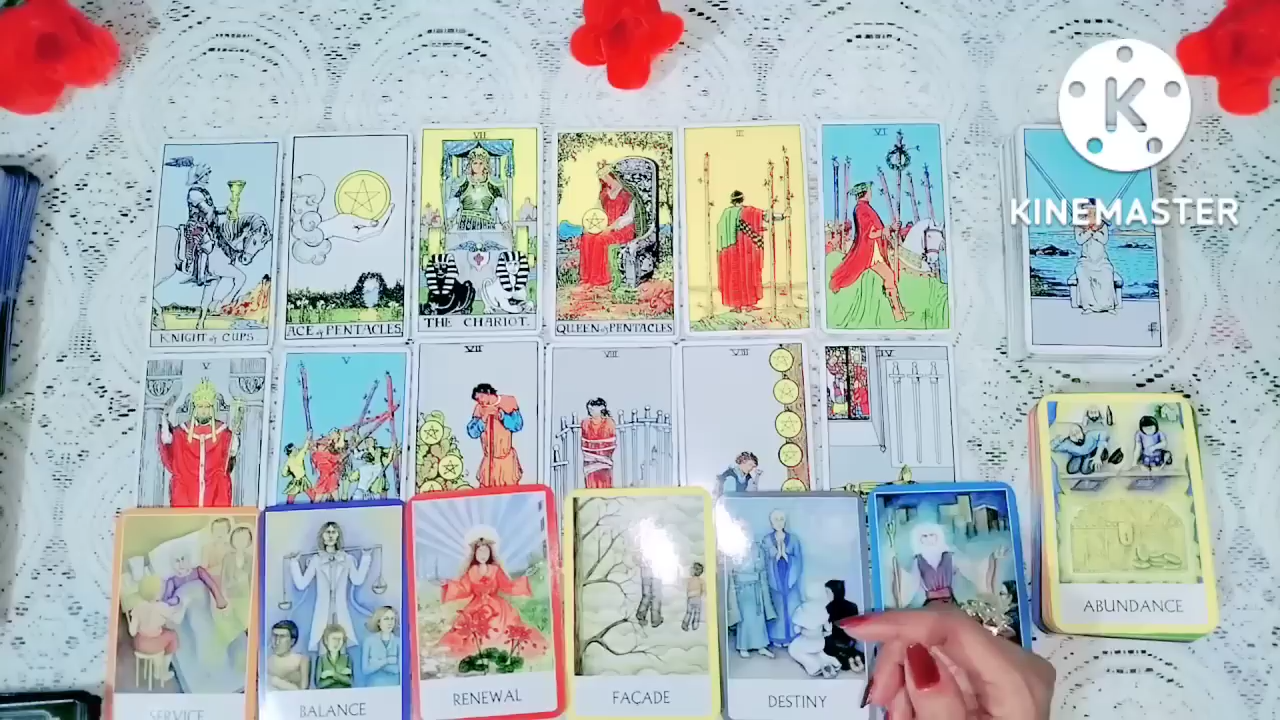 K
KINEMASTER
VII
III
VI
KNIGHT of CUPS
ACE of PENTACLES
THE CHARIOT.
QUEEN of PENTACLES
V
V
VII
VIII
VIII
IV
ABUNDANCE
SERVICE
BALANCE
RENEWAL
FAÇADE
DESTINY